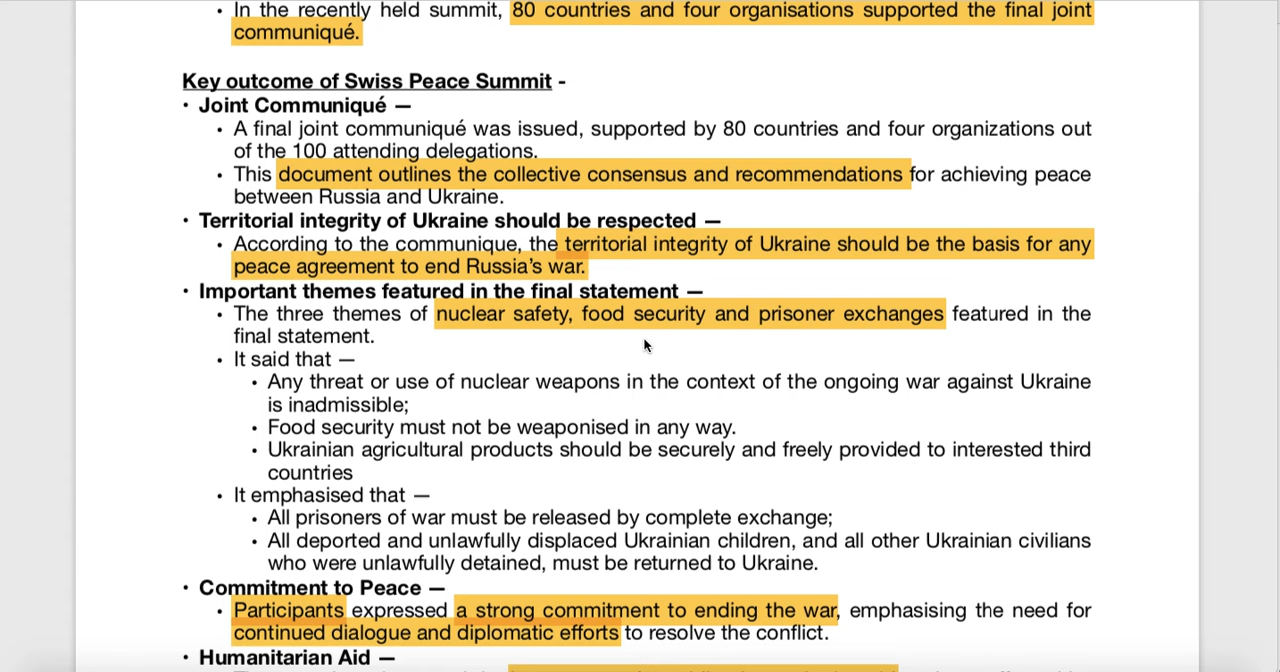 • In the recently held summit, 80 countries and four organisations supported the final joint
communiqué.
Key outcome of Swiss Peace Summit -
• Joint Communiqué —
• A final joint communiqué was issued, supported by 80 countries and four organizations out
of the 100 attending delegations.
• This document outlines the collective consensus and recommendations for achieving peace
between Russia and Ukraine.
• Territorial integrity of Ukraine should be respected —
• According to the communique, the territorial integrity of Ukraine should be the basis for any
peace agreement to end Russia’s war.
• Important themes featured in the final statement —
• The three themes of nuclear safety, food security and prisoner exchanges featured in the
final statement.
• It said that —
• Any threat or use of nuclear weapons in the context of the ongoing war against Ukraine
is inadmissible;
• Food security must not be weaponised in any way.
• Ukrainian agricultural products should be securely and freely provided to interested third
countries
• It emphasised that —
• All prisoners of war must be released by complete exchange;
• All deported and unlawfully displaced Ukrainian children, and all other Ukrainian civilians
who were unlawfully detained, must be returned to Ukraine.
• Commitment to Peace —
• Participants expressed a strong commitment to ending the war, emphasising the need for
continued dialogue and diplomatic efforts to resolve the conflict.
• Humanitarian Aid —